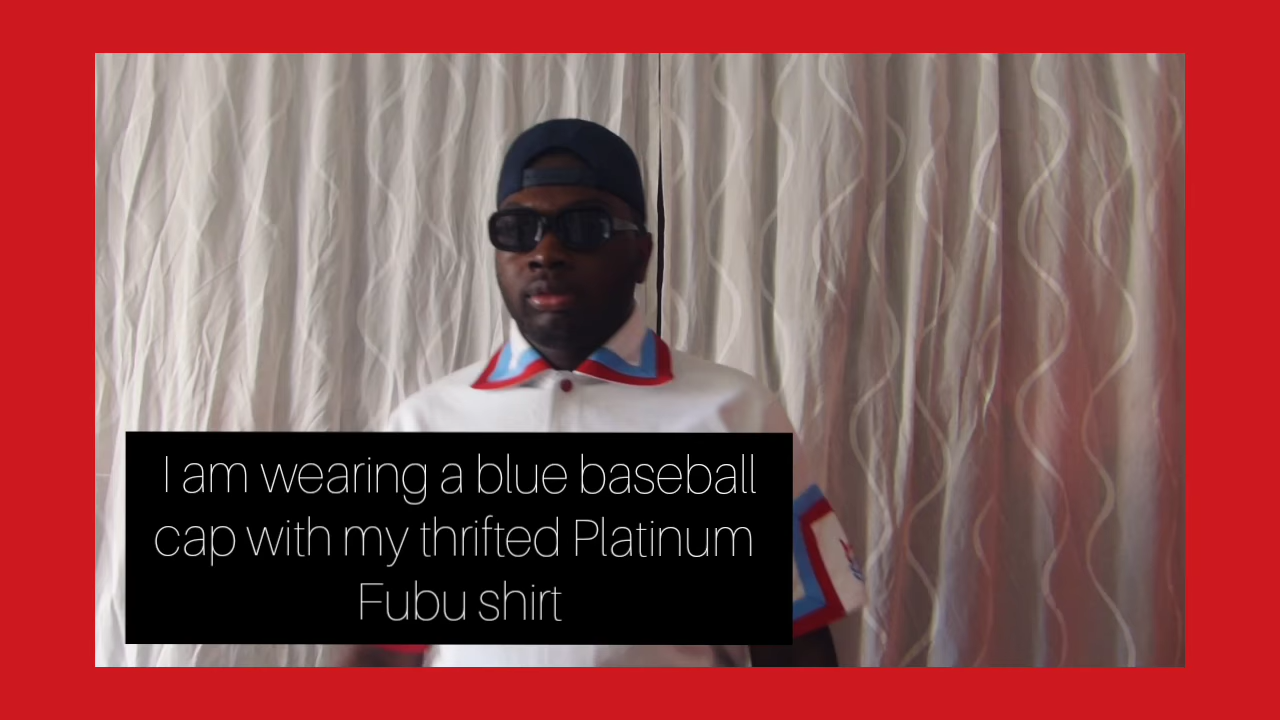 I am wearing a blue baseball
cap with my thrifted Platinum
Fubu shirt